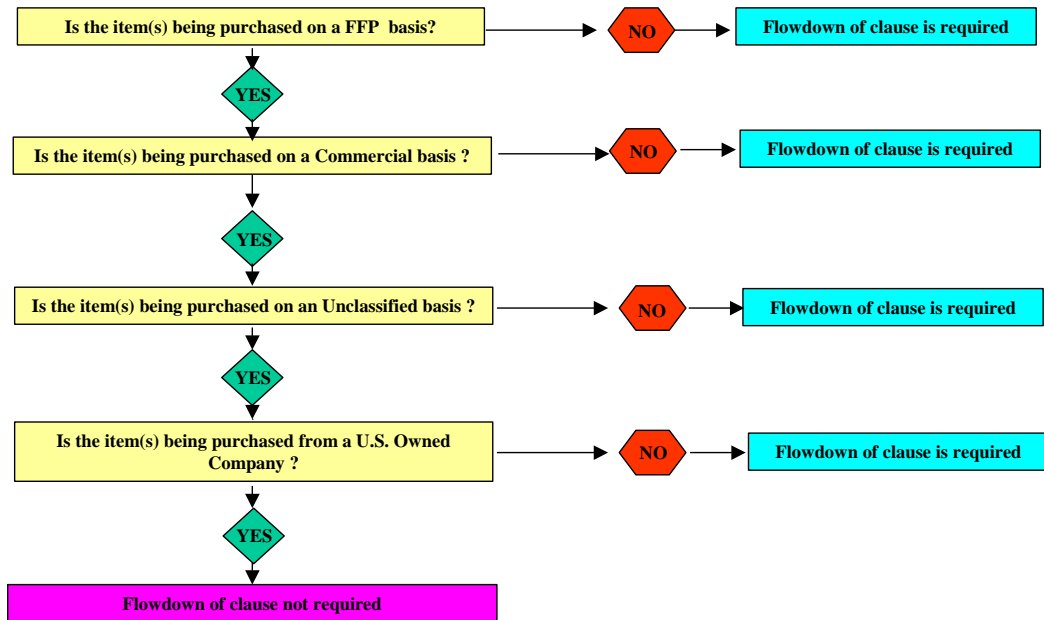 Is the item(s) being purchased on a FFP basis?
NO
Flowdown of clause is required
YES
Is the item(s) being purchased on a Commercial basis ?
NO
Flowdown of clause is required
YES
Is the item(s) being purchased on an Unclassified basis ?
NO
Flowdown of clause is required
YES
Is the item(s) being purchased from a U.S. Owned
Company ?
NO
Flowdown of clause is required
YES
Flowdown of clause not required